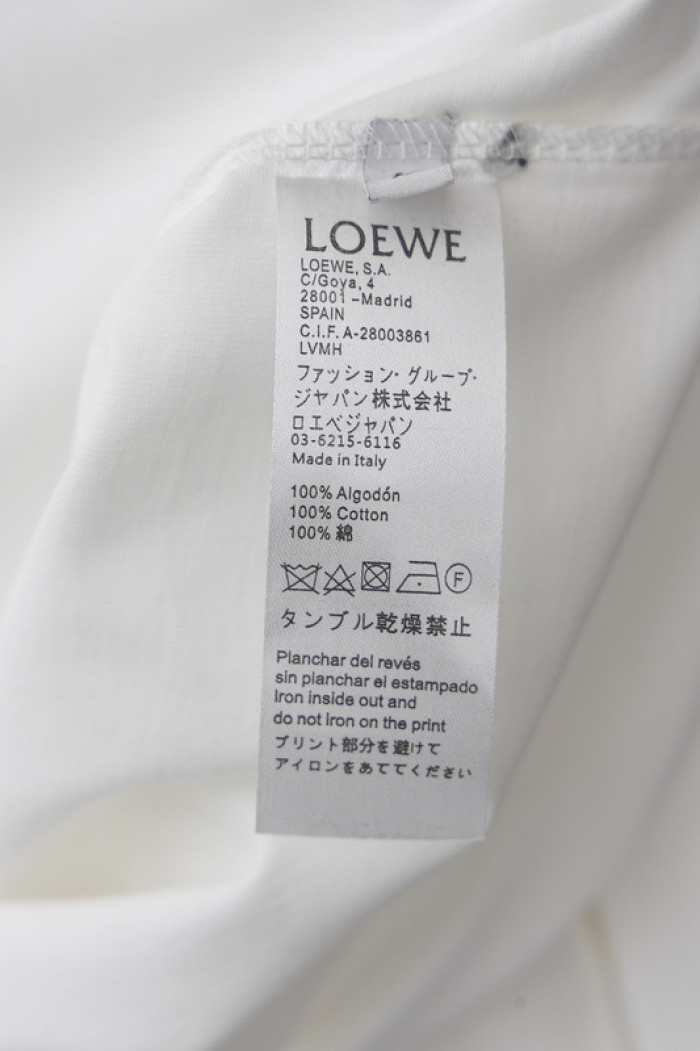 LOEWE
LOEWE, S.A.
C/Goya, 4
28001 –Madrid
SPAIN
C.I.F. A-28003861
LVMH
ファッション・グループ・
ジャパン株式会社
ロエベジャパン
03-6215-6116
Made in Italy
100% Algodón
100% Cotton
100% 綿
F
タンブル乾燥禁止
Planchar del revés
sin planchar el estampado
Iron inside out and
do not iron on the print
プリント部分を避けて
アイロンをあててください